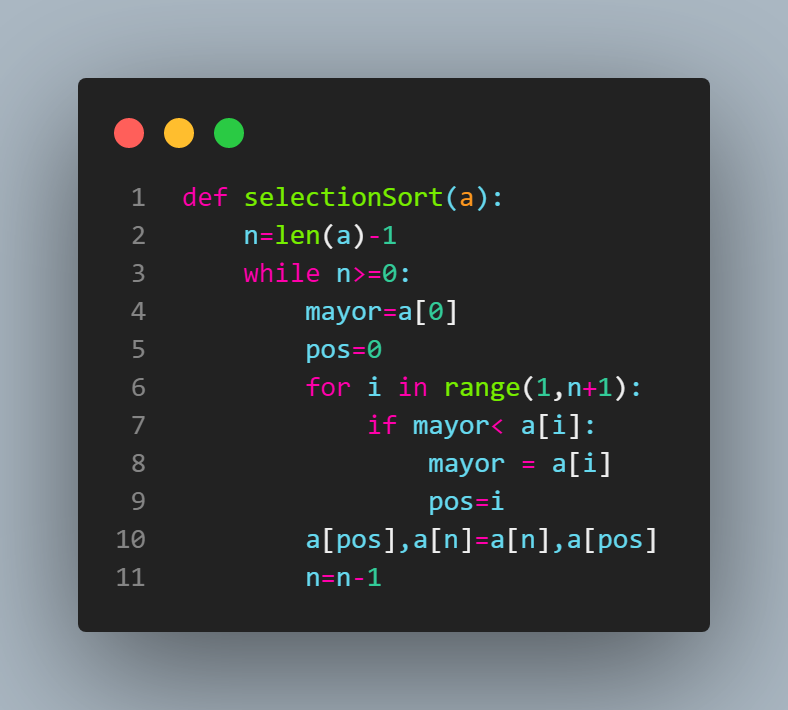 1 def selectionSort(a):
2     n=len(a)-1
3     while n>=0:
4         mayor=a[0]
5         pos=0
6         for i in range(1,n+1):
7             if mayor< a[i]:
8                 mayor = a[i]
9                 pos=i
10         a[pos],a[n]=a[n],a[pos]
11         n=n-1